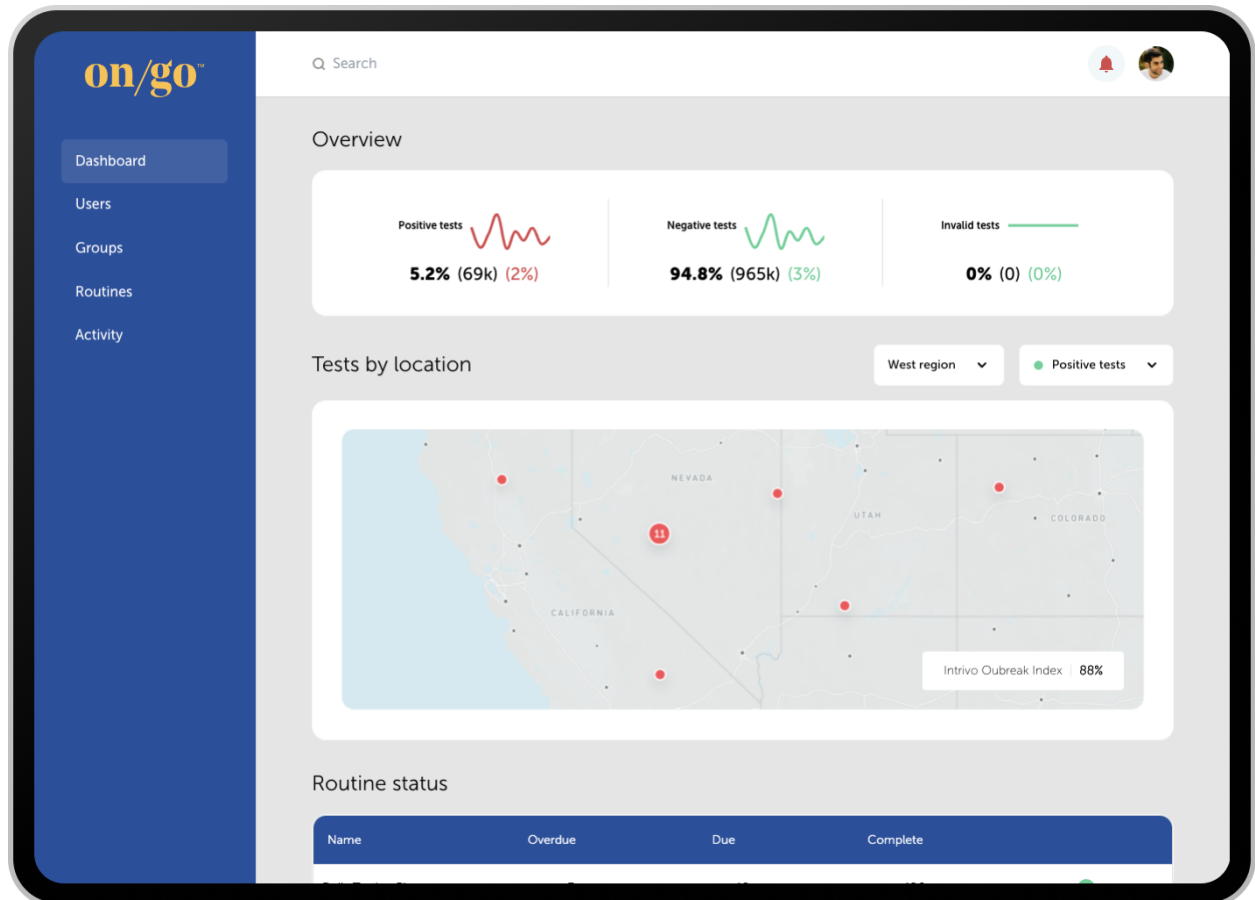 on/go™
Search
Dashboard
Users
Groups
Routines
Activity
Overview
Positive tests
5.2% (69k) (2%)
Negative tests
94.8% (965k) (3%)
Invalid tests
0% (0) (0%)
Tests by location
West region
Positive tests
NEVADA
UTAH
COLORADO
11
CALIFORNIA
Intrivo Oubreak Index 88%
Routine status
Name Overdue Due Complete